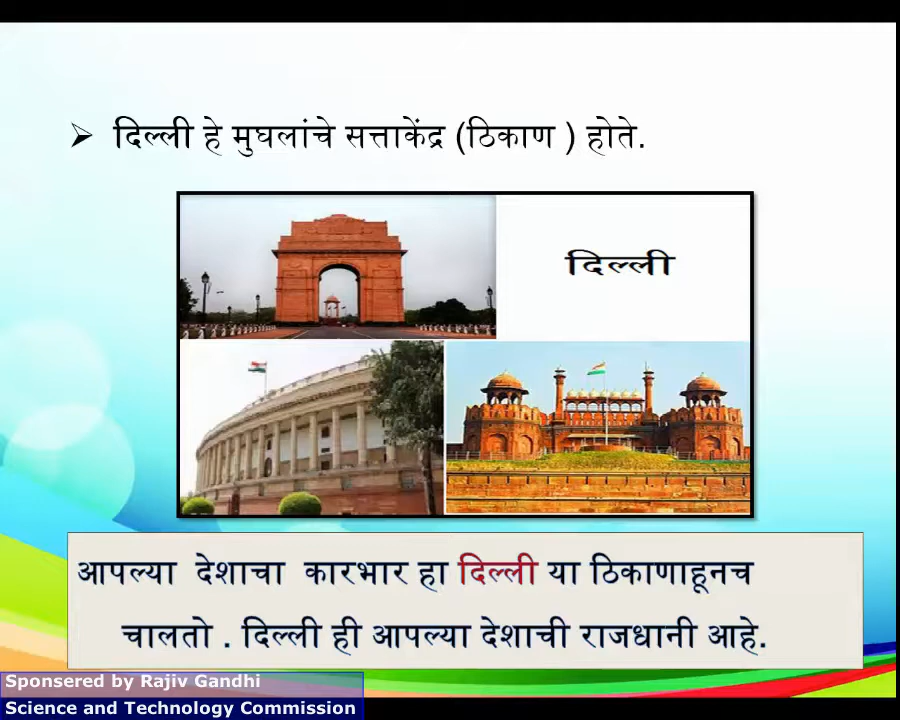 ➢ दिल्ली हे मुघलांचे सत्ताकेंद्र (ठिकाण ) होते.
दिल्ली
आपल्या देशाचा कारभार हा दिल्ली या ठिकाणाहूनच
चालतो . दिल्ली ही आपल्या देशाची राजधानी आहे.
Sponsered by Rajiv Gandhi
Science and Technology Commission